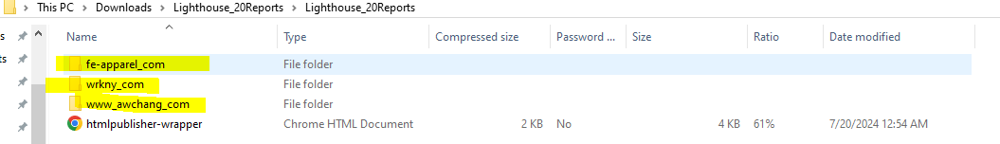 This PC > Downloads > Lighthouse_20Reports > Lighthouse_20Reports
Name Type Compressed size Password ... Size Ratio Date modified
fe-apparel_com File folder
wrkny_com File folder
www_awchang_com File folder
htmlpublisher-wrapper Chrome HTML Document 2 KB No 4 KB 61% 7/20/2024 12:54 AM